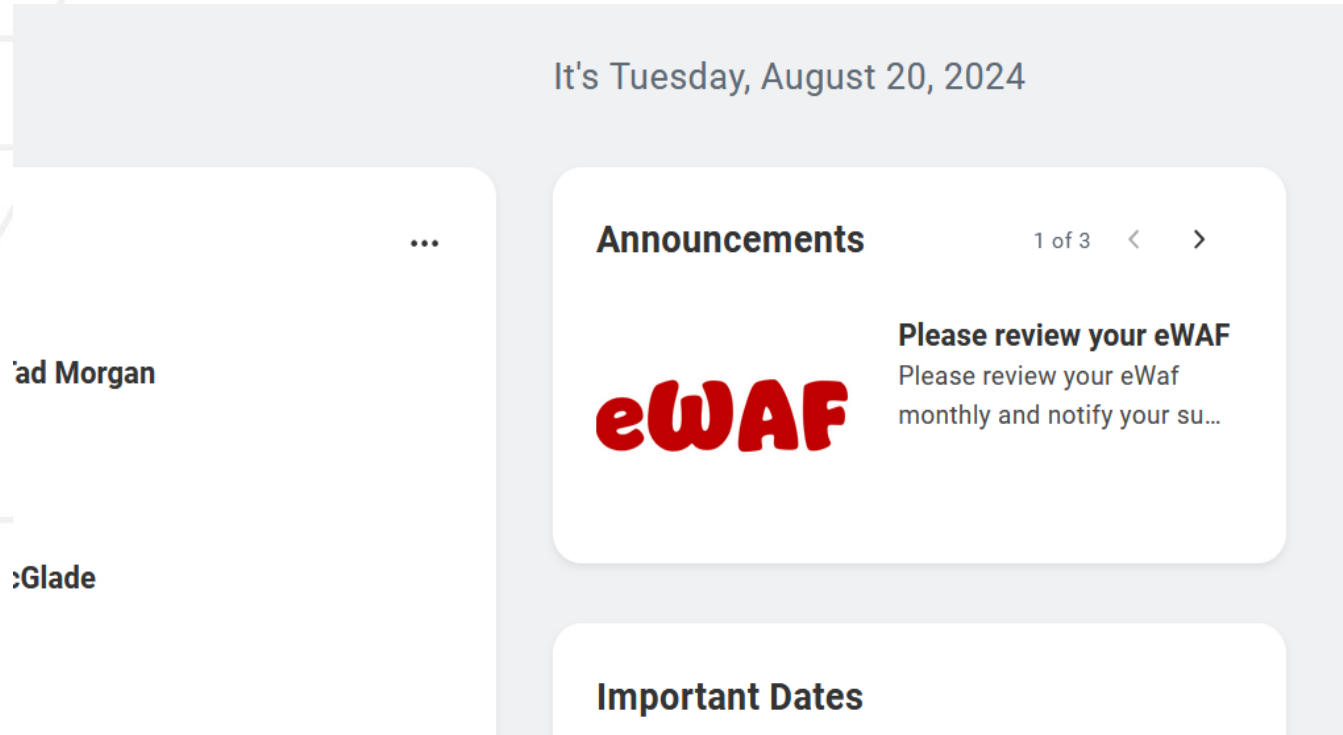 It's Tuesday, August 20, 2024
Morgan
Announcements
1 of 3
eWAF
Please review your eWAF
Please review your eWaf
monthly and notify your su...
Important Dates